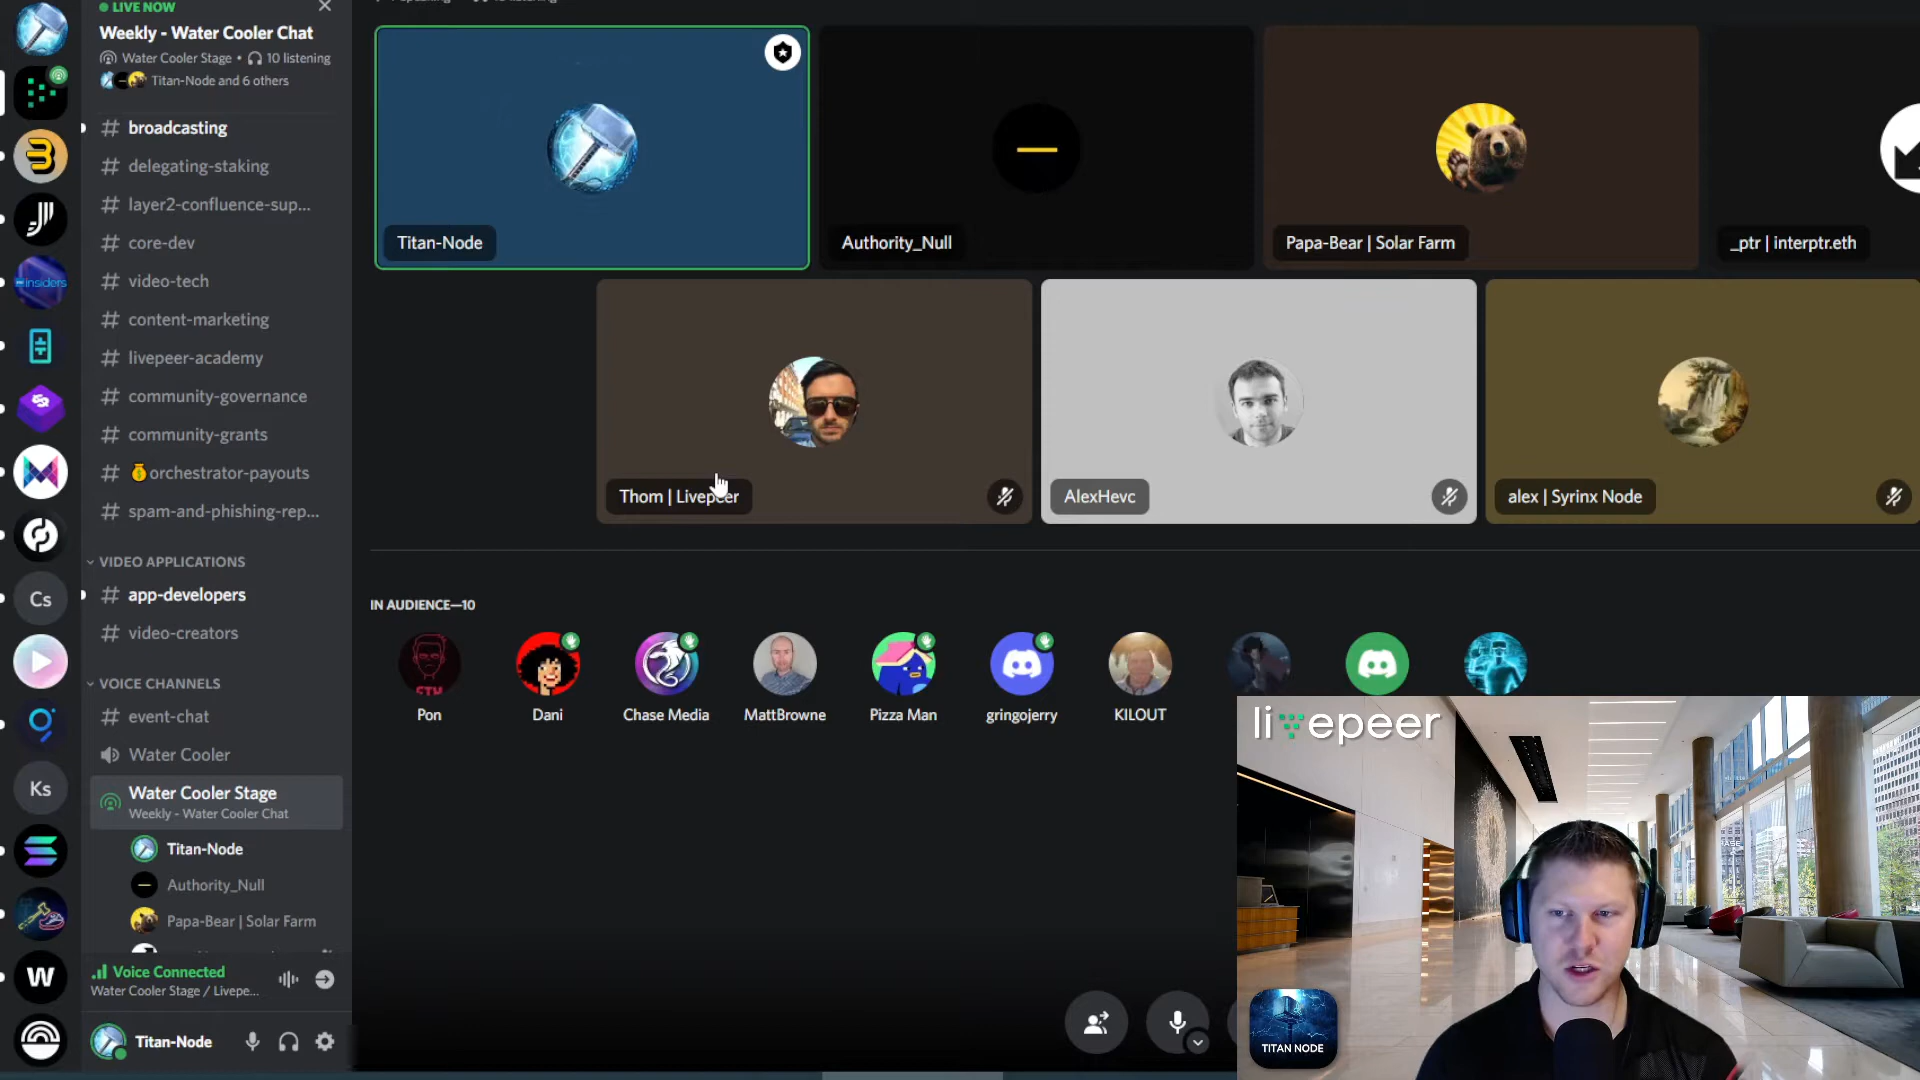 LIVE NOW
Weekly - Water Cooler Chat
Water Cooler Stage • 10 listening
Titan-Node and 6 others
# broadcasting
# delegating-staking
# layer2-confluence-sup...
# core-dev
# video-tech
# content-marketing
# livepeer-academy
# community-governance
# community-grants
# 💰orchestrator-payouts
# spam-and-phishing-rep...
VIDEO APPLICATIONS
# app-developers
# video-creators
VOICE CHANNELS
# event-chat
Water Cooler
Water Cooler Stage
Weekly - Water Cooler Chat
Titan-Node
Authority_Null
Papa-Bear | Solar Farm
Voice Connected
Water Cooler Stage / Livepe...
Titan-Node
insiders
Cs
Ks
W
Titan-Node
Authority_Null
Papa-Bear | Solar Farm
_ptr | interptr.eth
Thom | Livepeer
AlexHevc
alex | Syrinx Node
IN AUDIENCE—10
ETH
Pon
Dani
Chase Media
MattBrowne
Pizza Man
gringojerry
KILOUT
livepeer
TITAN NODE